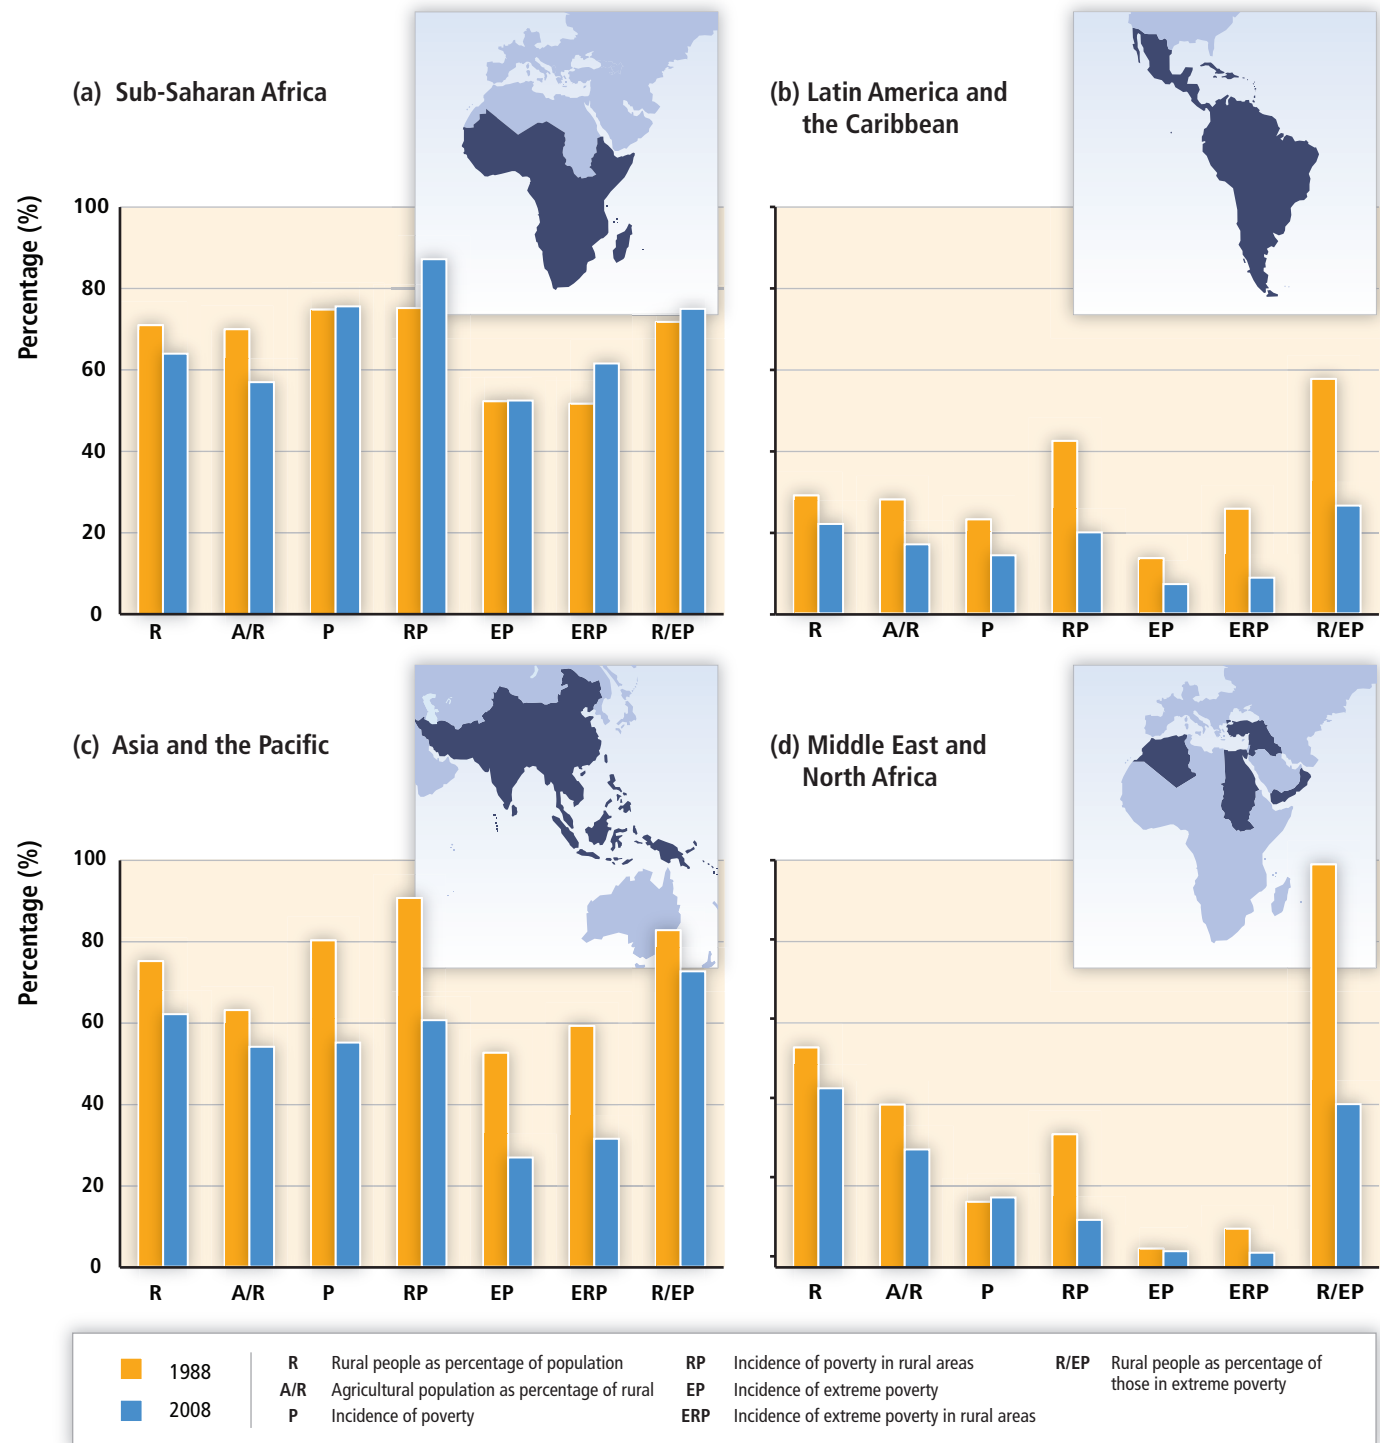 (a) Sub-Saharan Africa
(b) Latin America and
the Caribbean
Percentage (%)
100
80
60
40
20
0
R A/R P RP EP ERP R/EP
R A/R P RP EP ERP R/EP
(c) Asia and the Pacific
(d) Middle East and
North Africa
Percentage (%)
100
80
60
40
20
0
R A/R P RP EP ERP R/EP
R A/R P RP EP ERP R/EP
1988
2008
R Rural people as percentage of population
A/R Agricultural population as percentage of rural
P Incidence of poverty
RP Incidence of poverty in rural areas
EP Incidence of extreme poverty
ERP Incidence of extreme poverty in rural areas
R/EP Rural people as percentage of
those in extreme poverty